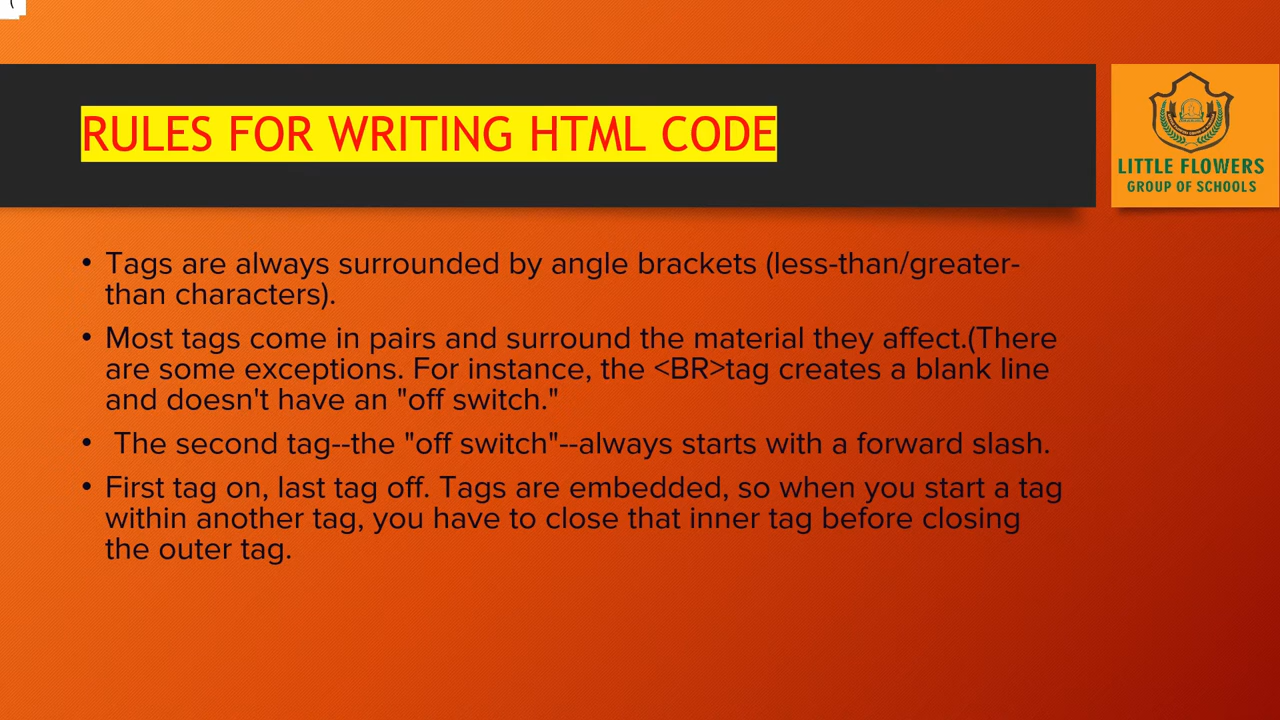 RULES FOR WRITING HTML CODE
LITTLE FLOWERS
GROUP OF SCHOOLS
• Tags are always surrounded by angle brackets (less-than/greater-
than characters).
• Most tags come in pairs and surround the material they affect.(There
are some exceptions. For instance, the <BR>tag creates a blank line
and doesn't have an "off switch."
• The second tag--the "off switch"--always starts with a forward slash.
• First tag on, last tag off. Tags are embedded, so when you start a tag
within another tag, you have to close that inner tag before closing
the outer tag.